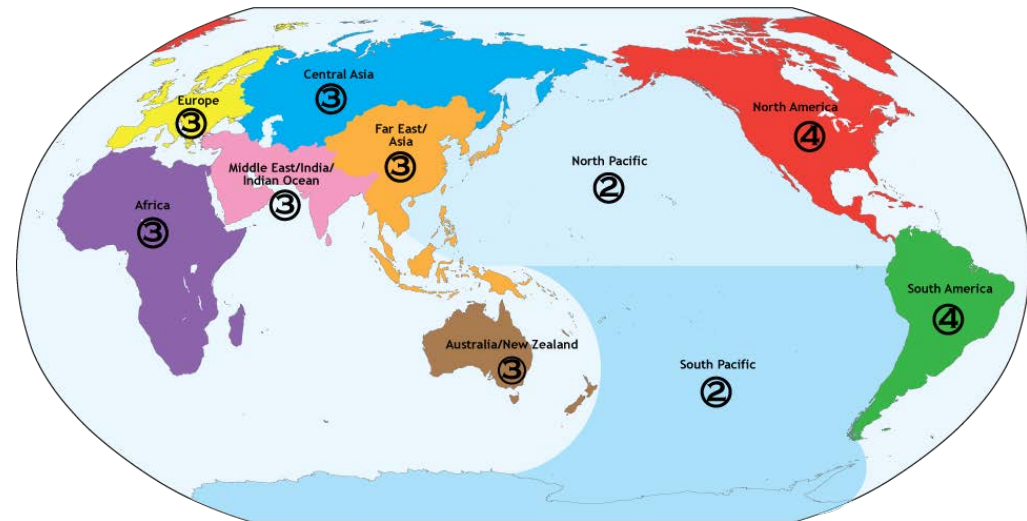 Central Asia
③
Europe
③
Far East/
Asia
③
North America
④
Middle East/India/
Indian Ocean
③
North Pacific
②
Africa
③
South America
④
Australia/New Zealand
③
South Pacific
②